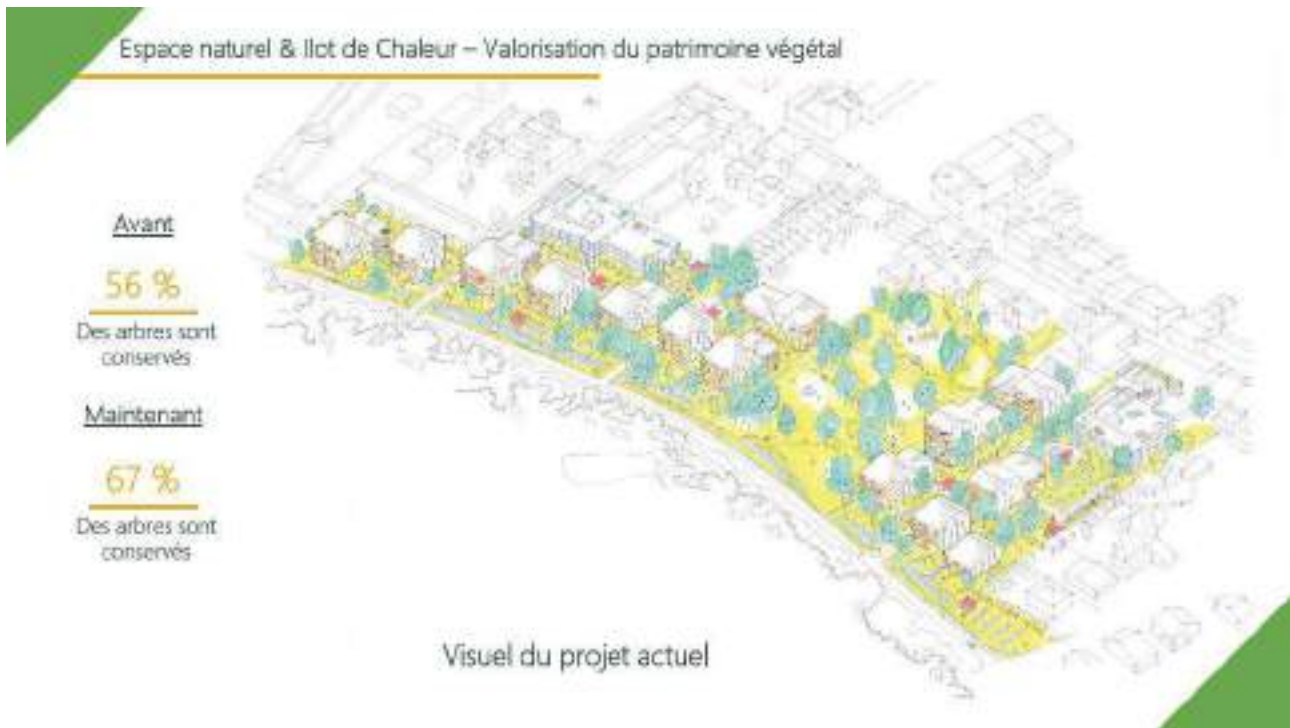 Espace naturel & Ilot de Chaleur – Valorisation du patrimoine végétal
Avant
56 %
Des arbres sont
conservés
Maintenant
67 %
Des arbres sont
conservés
Visuel du projet actuel